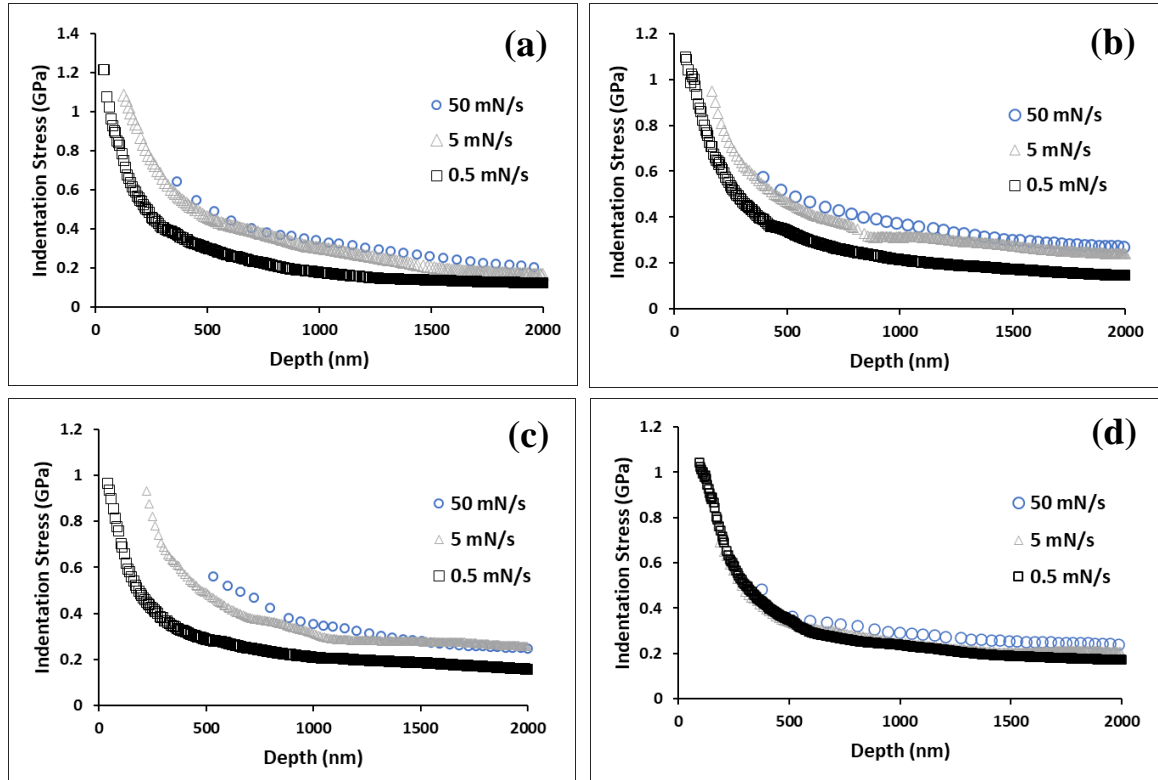 (a)
Indentation Stress (GPa)
1.4
1.2
1
0.8
0.6
0.4
0.2
0
50 mN/s
5 mN/s
0.5 mN/s
0 500 1000 1500 2000
Depth (nm)
(b)
Indentation Stress (GPa)
1.2
1
0.8
0.6
0.4
0.2
0
50 mN/s
5 mN/s
0.5 mN/s
0 500 1000 1500 2000
Depth (nm)
(c)
Indentation Stress (GPa)
1.2
1
0.8
0.6
0.4
0.2
0
50 mN/s
5 mN/s
0.5 mN/s
0 500 1000 1500 2000
Depth (nm)
(d)
Indentation Stress (GPa)
1.2
1
0.8
0.6
0.4
0.2
0
50 mN/s
5 mN/s
0.5 mN/s
0 500 1000 1500 2000
Depth (nm)